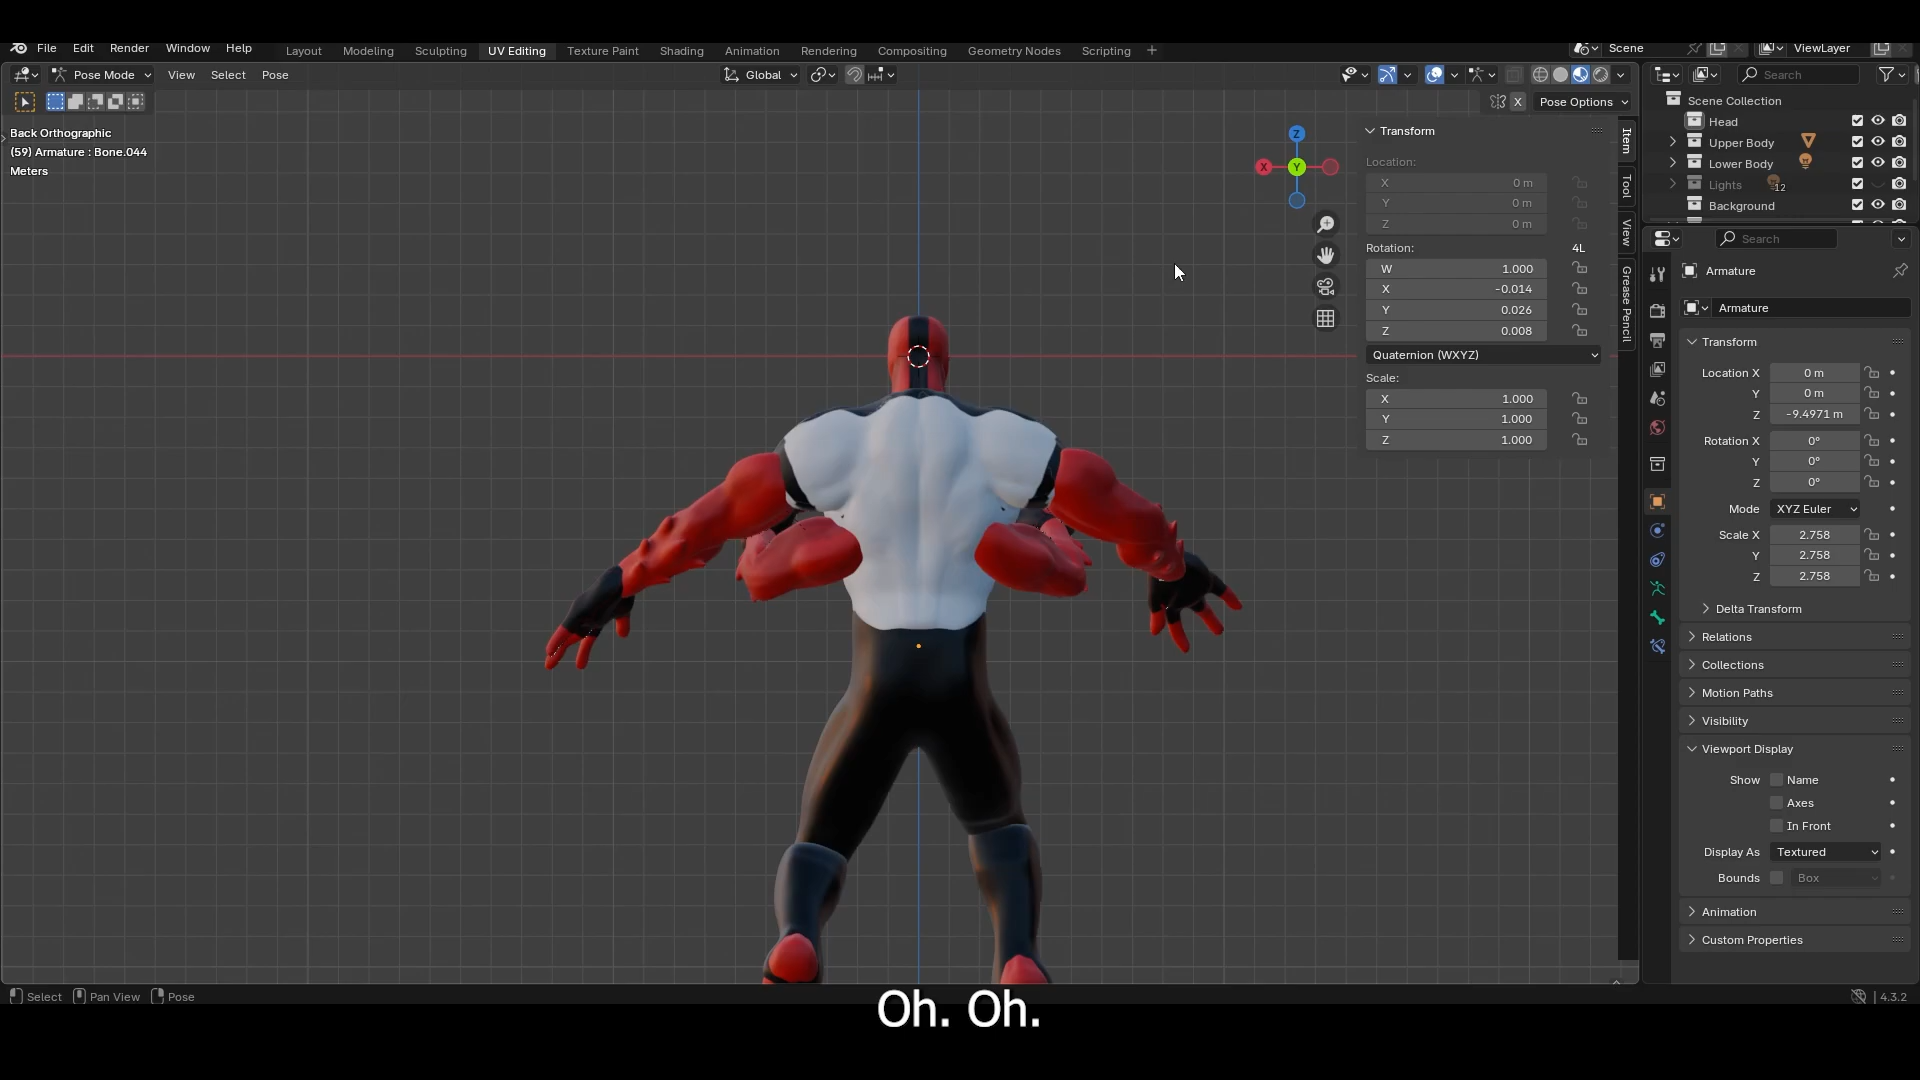 File Edit Render Window Help
Layout Modeling Sculpting UV Editing Texture Paint Shading Animation Rendering Compositing Geometry Nodes Scripting +
Scene ViewLayer
Pose Mode View Select Pose
Global
X Pose Options
Search
Back Orthographic
(59) Armature : Bone.044
Meters
Z
X
Y
Transform
Location:
X 0 m
Y 0 m
Z 0 m
Rotation: 4L
W 1.000
X -0.014
Y 0.026
Z 0.008
Quaternion (WXYZ)
Scale:
X 1.000
Y 1.000
Z 1.000
Item
Tool
View
Grease Pencil
Scene Collection
Head
Upper Body
Lower Body
Lights 12
Background
Search
Armature
Armature
Transform
Location X 0 m
Y 0 m
Z -9.4971 m
Rotation X 0°
Y 0°
Z 0°
Mode XYZ Euler
Scale X 2.758
Y 2.758
Z 2.758
Delta Transform
Relations
Collections
Motion Paths
Visibility
Viewport Display
Show Name
Axes
In Front
Display As Textured
Bounds Box
Animation
Custom Properties
Select Pan View Pose
4.3.2
Oh. Oh.